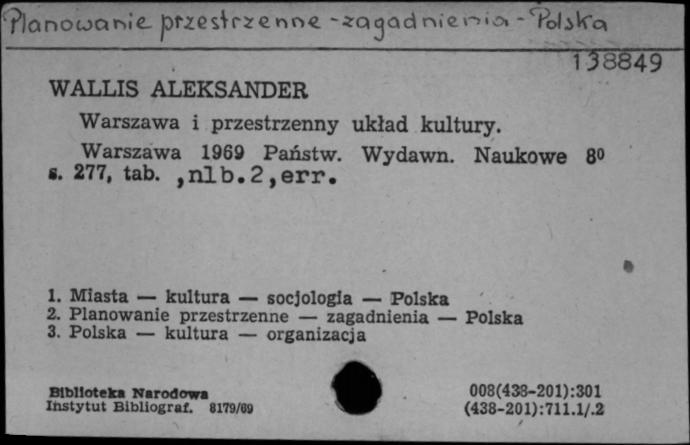 Planowanie przestrzenne - zagadnienia - Polska
138849
WALLIS ALEKSANDER
Warszawa i przestrzenny układ kultury.
Warszawa 1969 Państw. Wydawn. Naukowe 8⁰
s. 277, tab. ,nlb.2,err.
1. Miasta — kultura — socjologia — Polska
2. Planowanie przestrzenne — zagadnienia — Polska
3. Polska — kultura — organizacja
Biblioteka Narodowa 008(438-201):301
Instytut Bibliograf. 8179/69 (438-201):711.1/.2